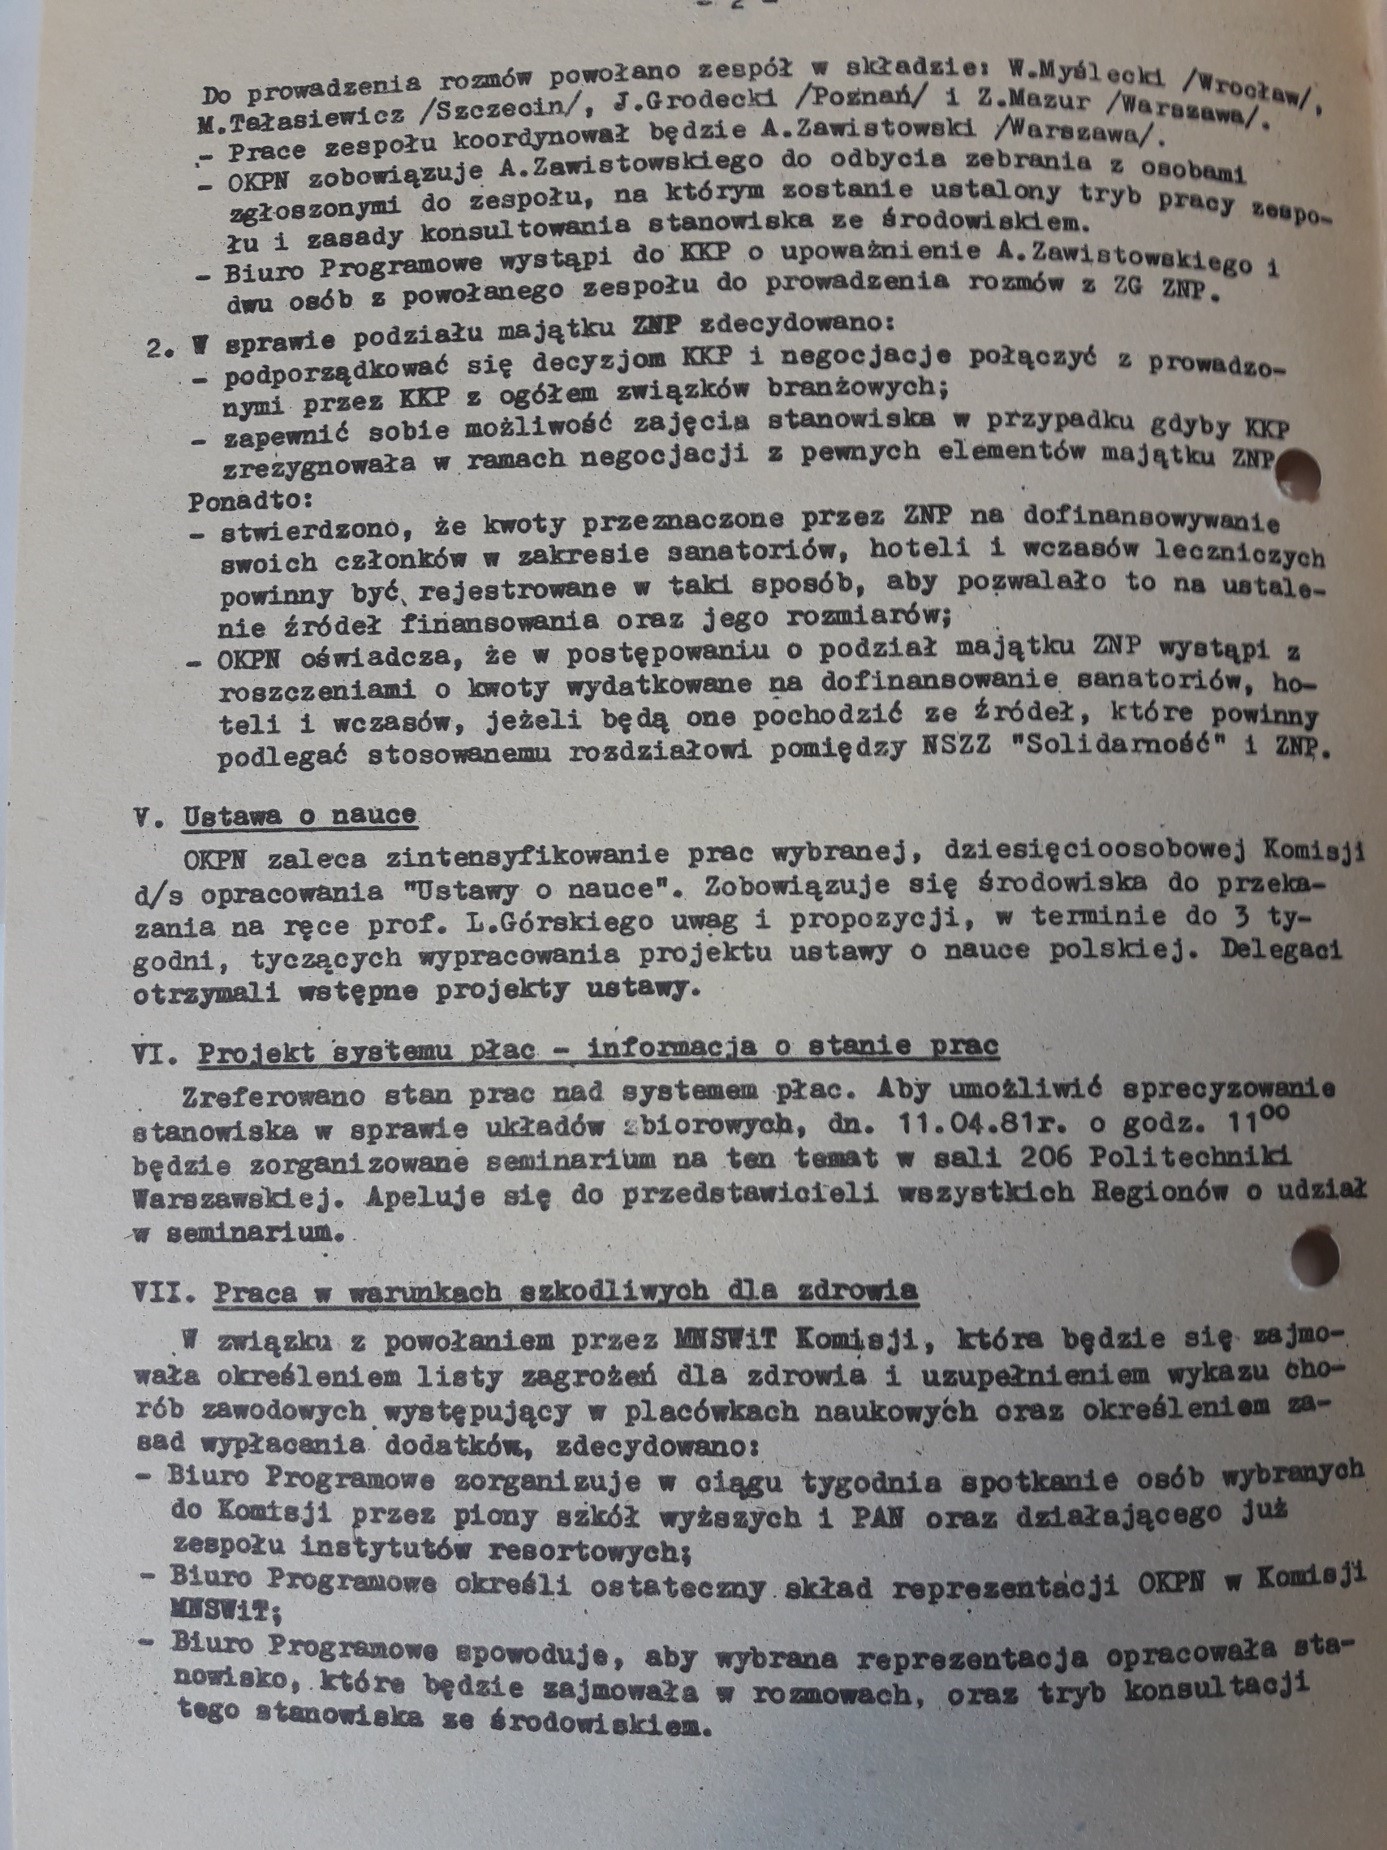 - 2 -
Do prowadzenia rozmów powołano zespół w składzie: W.Myślecki /Wrocław/,
M.Tałasiewicz /Szczecin/, J.Grodecki /Poznań/ i Z.Mazur /Warszawa/.
- Prace zespołu koordynował będzie A.Zawistowski /Warszawa/.
- OKPN zobowiązuje A.Zawistowskiego do odbycia zebrania z osobami
zgłoszonymi do zespołu, na którym zostanie ustalony tryb pracy zespo-
łu i zasady konsultowania stanowiska ze środowiskiem.
- Biuro Programowe wystąpi do KKP o upoważnienie A.Zawistowskiego i
dwu osób z powołanego zespołu do prowadzenia rozmów z ZG ZNP.
2. W sprawie podziału majątku ZNP zdecydowano:
- podporządkować się decyzjom KKP i negocjacje połączyć z prowadzo-
nymi przez KKP z ogółem związków branżowych;
- zapewnić sobie możliwość zajęcia stanowiska w przypadku gdyby KKP
zrezygnowała w ramach negocjacji z pewnych elementów majątku ZNP
Ponadto:
- stwierdzono, że kwoty przeznaczone przez ZNP na dofinansowywanie
swoich członków w zakresie sanatoriów, hoteli i wczasów leczniczych
powinny być rejestrowane w taki sposób, aby pozwalało to na ustale-
nie źródeł finansowania oraz jego rozmiarów;
- OKPN oświadcza, że w postępowaniu o podział majątku ZNP wystąpi z
roszczeniami o kwoty wydatkowane na dofinansowanie sanatoriów, ho-
teli i wczasów, jeżeli będą one pochodzić ze źródeł, które powinny
podlegać stosowanemu rozdziałowi pomiędzy NSZZ "Solidarność" i ZNP.
V. Ustawa o nauce
OKPN zaleca zintensyfikowanie prac wybranej, dziesięcioosobowej Komisji
d/s opracowania "Ustawy o nauce". Zobowiązuje się środowiska do przeka-
zania na ręce prof. L.Górskiego uwag i propozycji, w terminie do 3 ty-
godni, tyczących wypracowania projektu ustawy o nauce polskiej. Delegaci
otrzymali wstępne projekty ustawy.
VI. Projekt systemu płac - informacja o stanie prac
Zreferowano stan prac nad systemem płac. Aby umożliwić sprecyzowanie
stanowiska w sprawie układów zbiorowych, dn. 11.04.81r. o godz. 11⁰⁰
będzie zorganizowane seminarium na ten temat w sali 206 Politechniki
Warszawskiej. Apeluje się do przedstawicieli wszystkich Regionów o udział
w seminarium.
VII. Praca w warunkach szkodliwych dla zdrowia
W związku z powołaniem przez MNSWiT Komisji, która będzie się zajmo-
wała określeniem listy zagrożeń dla zdrowia i uzupełnieniem wykazu cho-
rób zawodowych występujący w placówkach naukowych oraz określeniem za-
sad wypłacania dodatków, zdecydowano:
- Biuro Programowe zorganizuje w ciągu tygodnia spotkanie osób wybranych
do Komisji przez piony szkół wyższych i PAN oraz działającego już
zespołu instytutów resortowych;
- Biuro Programowe określi ostateczny skład reprezentacji OKPN w Komisji
MNSWiT;
- Biuro Programowe spowoduje, aby wybrana reprezentacja opracowała sta-
nowisko, które będzie zajmowała w rozmowach, oraz tryb konsultacji
tego stanowiska ze środowiskiem.